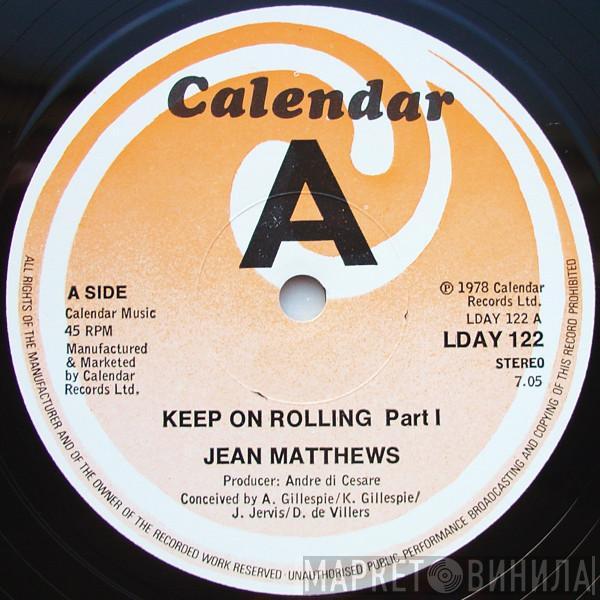 Calendar
A
A SIDE
Calendar Music
45 RPM
Manufactured
& Marketed
by Calendar
Records Ltd.
℗ 1978 Calendar
Records Ltd.
LDAY 122 A
LDAY 122
STEREO
7.05
KEEP ON ROLLING Part I
JEAN MATTHEWS
Producer: Andre di Cesare
Conceived by A. Gillespie/K. Gillespie/
J. Jervis/D. de Villers
ALL RIGHTS OF THE MANUFACTURER AND OF THE OWNER OF THE RECORDED WORK RESERVED · UNAUTHORISED PUBLIC PERFORMANCE BROADCASTING AND COPYING OF THIS RECORD PROHIBITED
МАРКЕТ ВИНИЛА